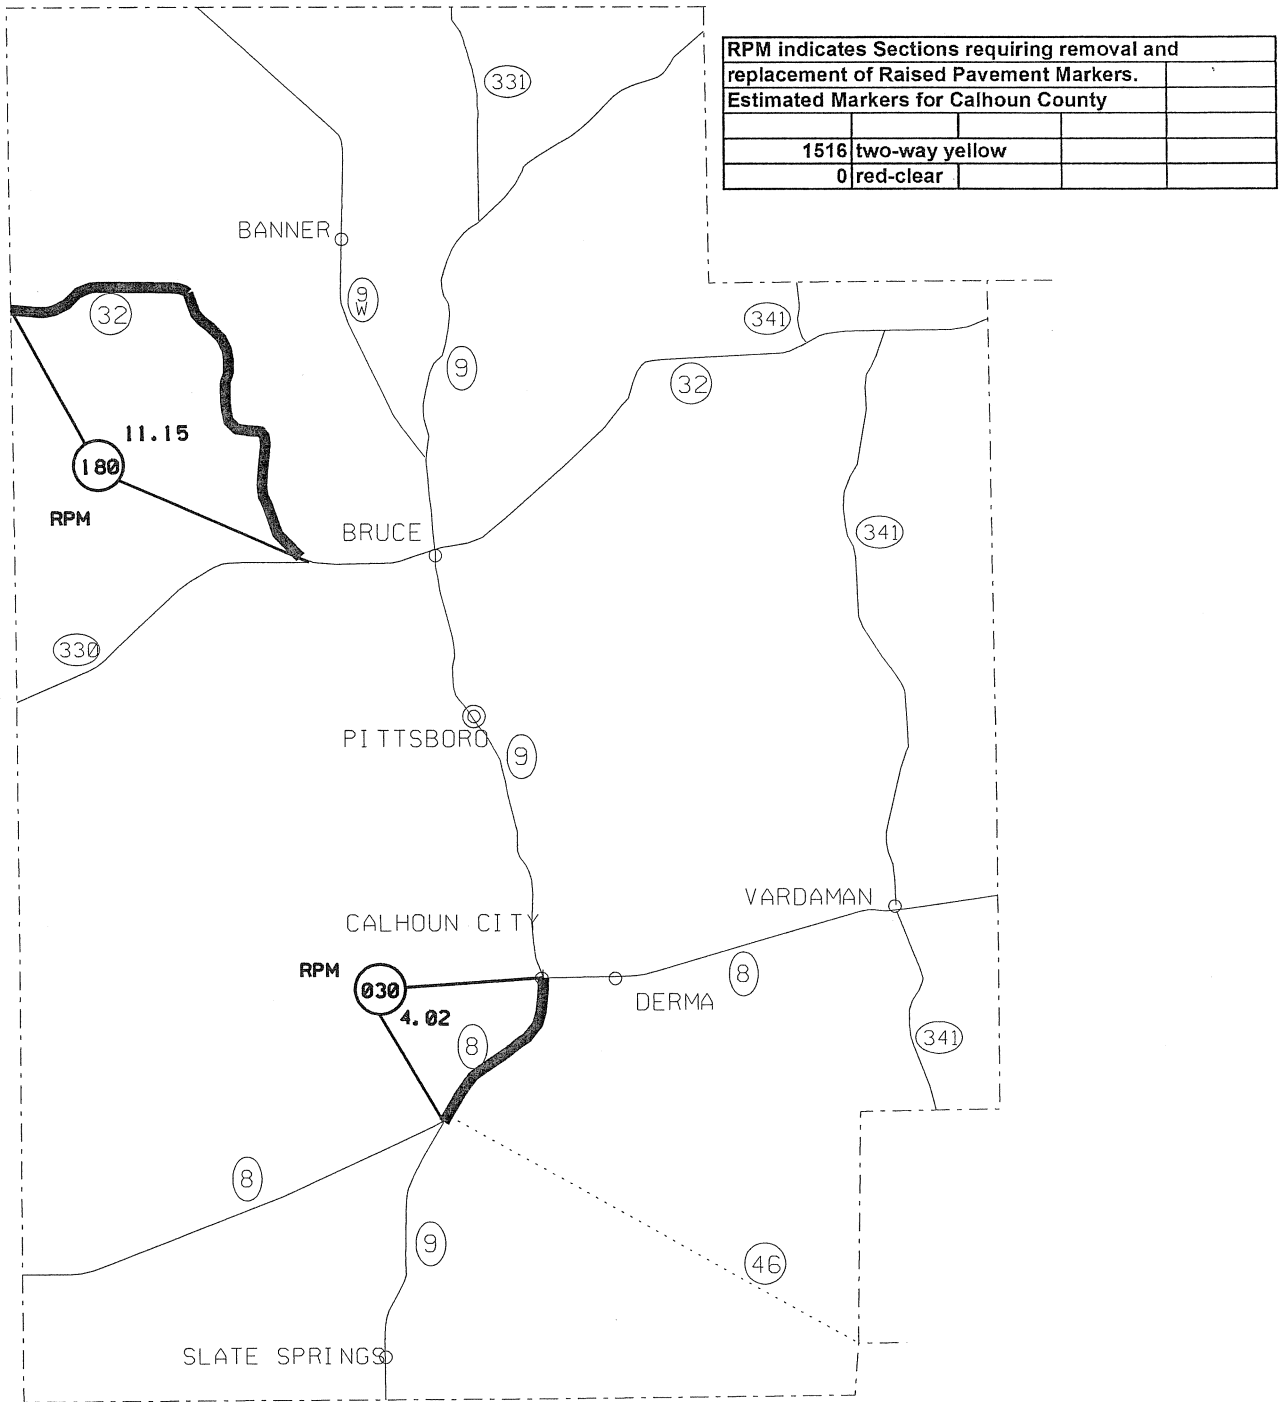 331
RPM indicates Sections requiring removal and
replacement of Raised Pavement Markers.
Estimated Markers for Calhoun County
1516 two-way yellow
0 red-clear
BANNER
9
W
32
341
9
32
11.15
180
RPM
BRUCE
341
330
PITTSBORO
9
VARDAMAN
CALHOUN CITY
RPM
030
8
DERMA
4.02
8
341
8
9
46
SLATE SPRINGS